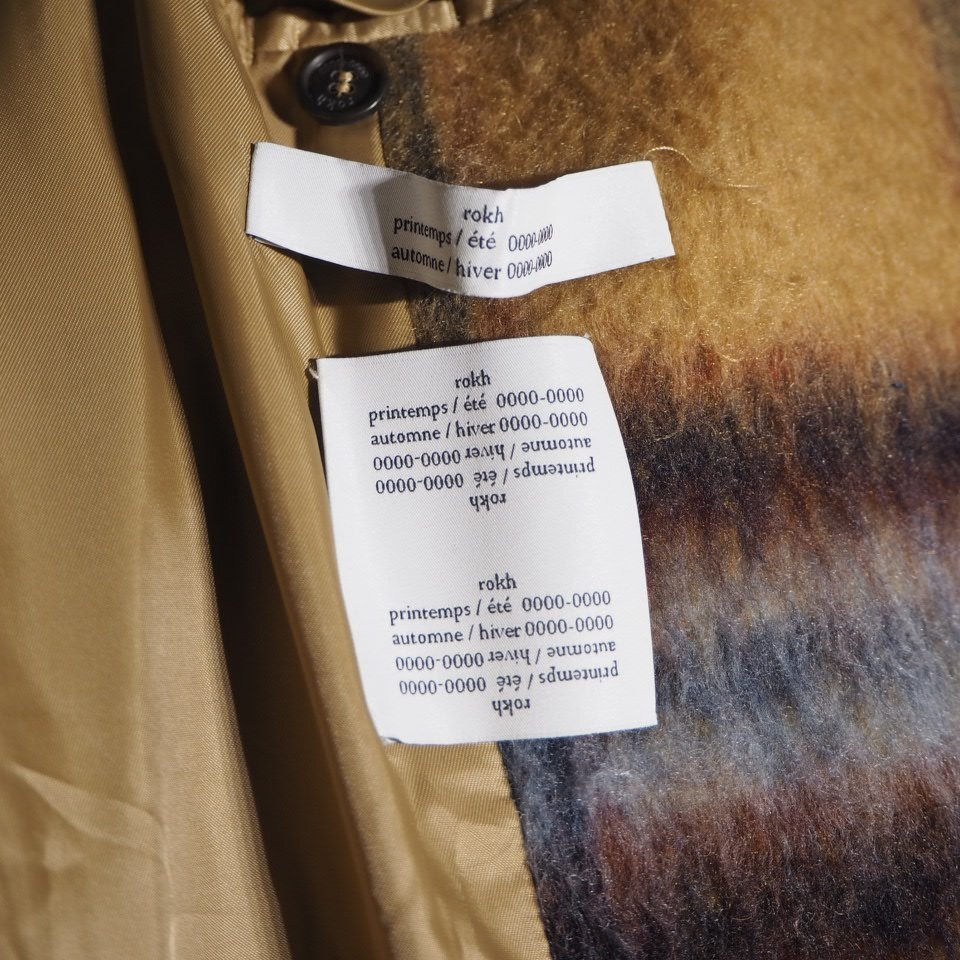 rokh
printemps / été 0000-0000
automne / hiver 0000-0000
rokh
printemps / été 0000-0000
automne / hiver 0000-0000
automne / hiver 0000-0000
printemps / été 0000-0000
rokh
rokh
printemps / été 0000-0000
automne / hiver 0000-0000
automne / hiver 0000-0000
printemps / été 0000-0000
rokh